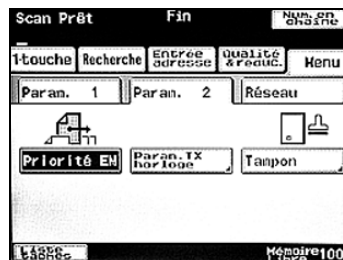 Scan Prêt
Fin
Num.en chaîne
1-touche
Recherche
Entrée adresse
Qualité &réduc.
Menu
Param. 1
Param. 2
Réseau
Priorité EM
Param.TX horloge
Tampon
Liste tâches
Mémoire libre 100